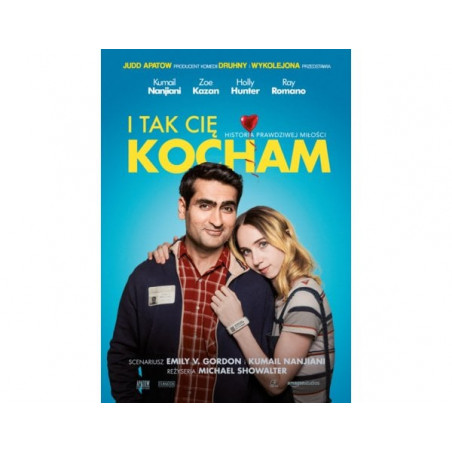 JUDD APATOW PRODUCENT KOMEDII DRUHNY I WYKOLEJONA PRZEDSTAWIA
Kumail Nanjiani Zoe Kazan Holly Hunter Ray Romano
I TAK CIĘ
HISTORIA PRAWDZIWEJ MIŁOŚCI
KOCHAM
SCENARIUSZ EMILY V. GORDON & KUMAIL NANJIANI
REŻYSERIA MICHAEL SHOWALTER
APATOW